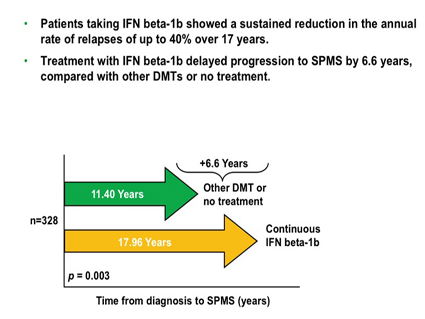 • Patients taking IFN beta-1b showed a sustained reduction in the annual
rate of relapses of up to 40% over 17 years.
• Treatment with IFN beta-1b delayed progression to SPMS by 6.6 years,
compared with other DMTs or no treatment.
+6.6 Years
11.40 Years
Other DMT or
no treatment
n=328
17.96 Years
Continuous
IFN beta-1b
p = 0.003
Time from diagnosis to SPMS (years)